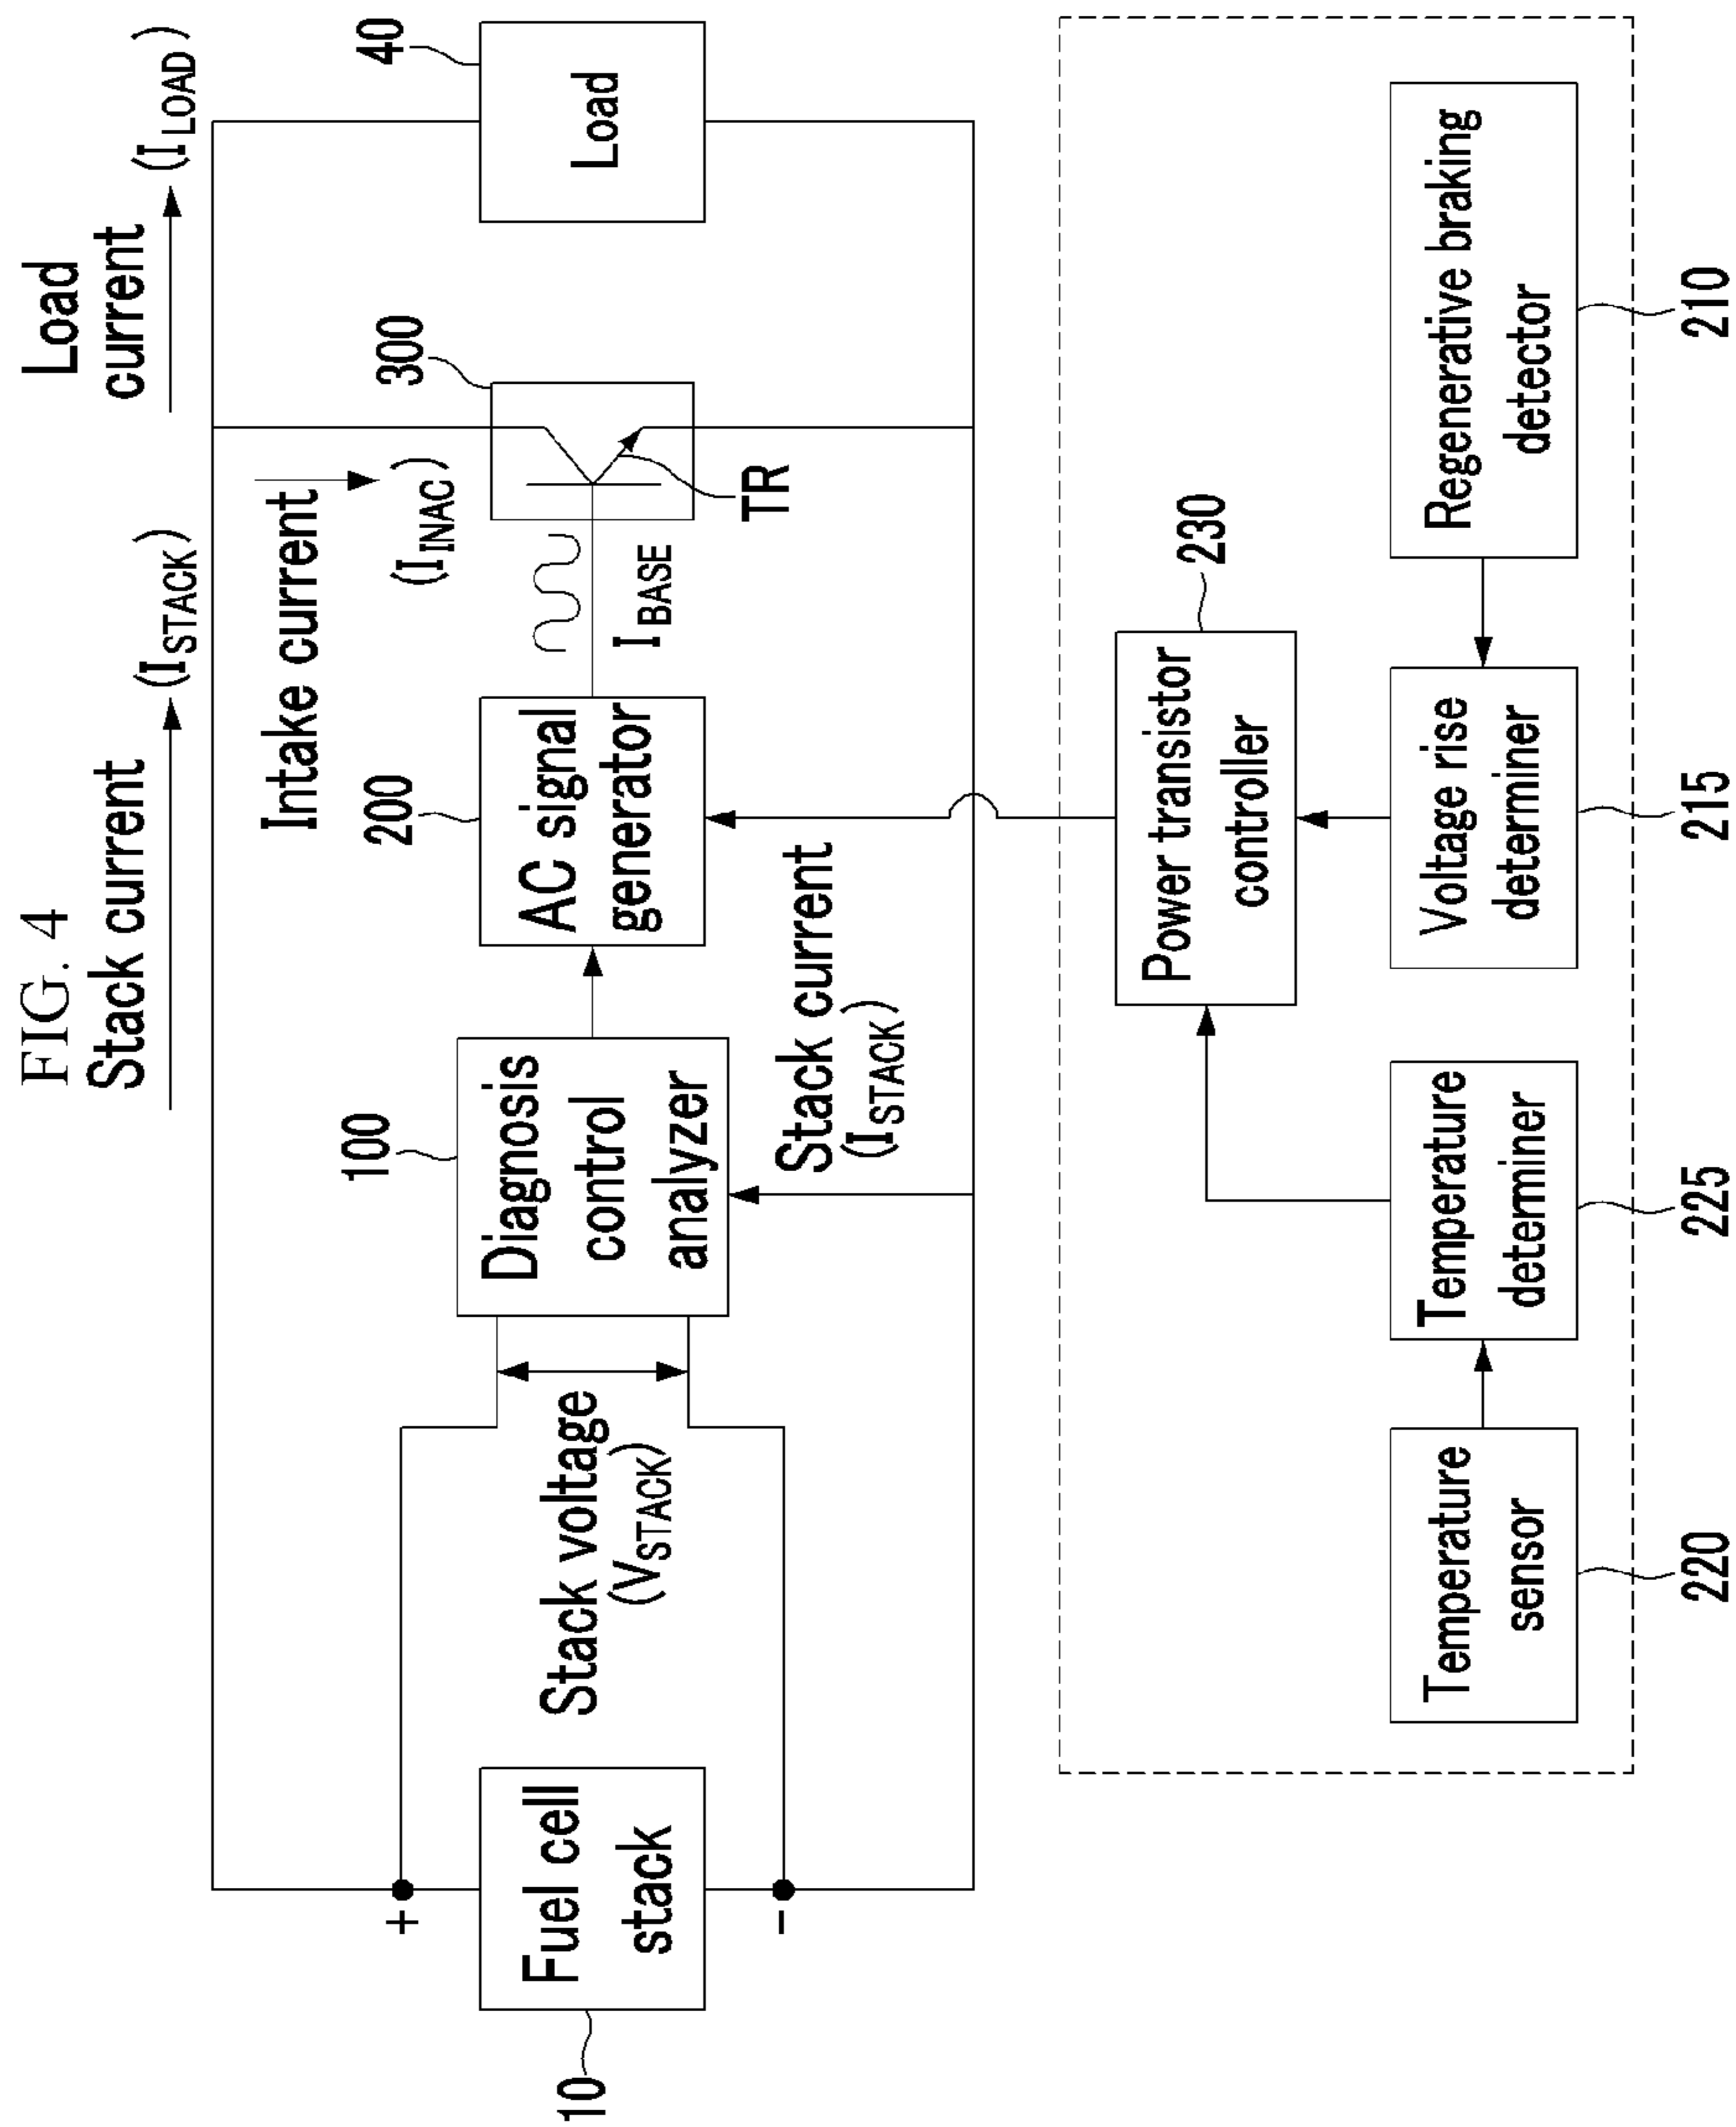 FIG. 4
Stack current
(ISTACK)
Load
current
(ILOAD)
Intake current
(IINAC)
300
40
100
200
+
Fuel cell
stack
10
-
Stack voltage
(VSTACK)
Diagnosis
control
analyzer
AC signal
generator
I BASE
TR
Load
Stack current
(ISTACK)
230
Power transistor
controller
Temperature
sensor
Temperature
determiner
Voltage rise
determiner
Regenerative braking
detector
220
225
215
210